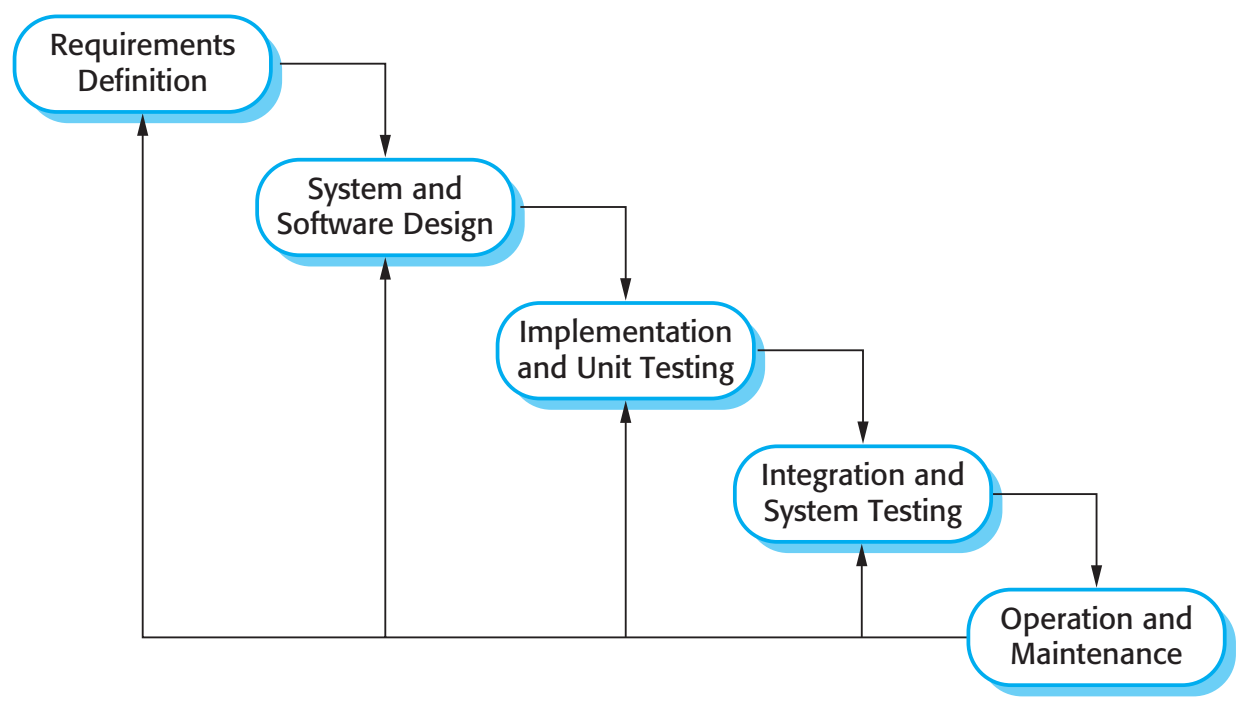 Requirements
Definition
System and
Software Design
Implementation
and Unit Testing
Integration and
System Testing
Operation and
Maintenance